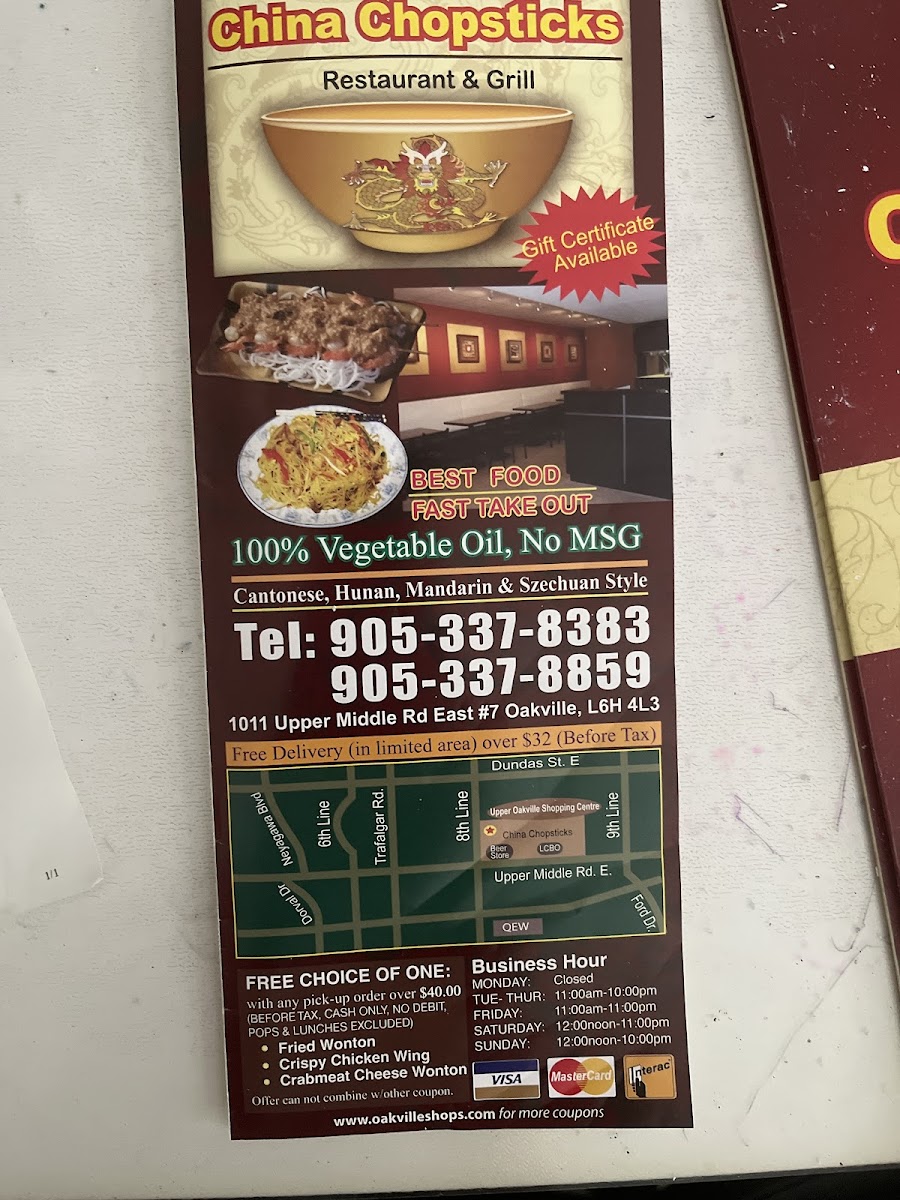 China Chopsticks
Restaurant & Grill
Gift Certificate
Available
BEST FOOD
FAST TAKE OUT
100% Vegetable Oil, No MSG
Cantonese, Hunan, Mandarin & Szechuan Style
Tel: 905-337-8383
905-337-8859
1011 Upper Middle Rd East #7 Oakville, L6H 4L3
Free Delivery (in limited area) over $32 (Before Tax)
Dundas St. E
Neyagawa Blvd
6th Line
Trafalgar Rd.
8th Line
Upper Oakville Shopping Centre
9th Line
China Chopsticks
Beer
Store
LCBO
Upper Middle Rd. E.
Dorval Dr.
Ford Dr.
QEW
FREE CHOICE OF ONE:
with any pick-up order over $40.00
(BEFORE TAX, CASH ONLY, NO DEBIT,
POPS & LUNCHES EXCLUDED)
• Fried Wonton
• Crispy Chicken Wing
• Crabmeat Cheese Wonton
Offer can not combine w/other coupon.
Business Hour
MONDAY: Closed
TUE- THUR: 11:00am-10:00pm
FRIDAY: 11:00am-11:00pm
SATURDAY: 12:00noon-11:00pm
SUNDAY: 12:00noon-10:00pm
VISA
MasterCard
Interac
www.oakvilleshops.com for more coupons
1/1
C